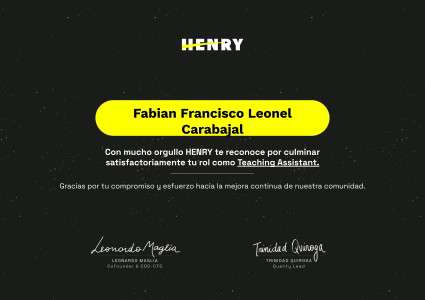 HENRY
Fabian Francisco Leonel
Carabajal
Con mucho orgullo HENRY te reconoce por culminar
satisfactoriamente tu rol como Teaching Assistant.
Gracias por tu compromiso y esfuerzo hacia la mejora continua de nuestra comunidad.
Leonardo Maglia Trinidad Quiroga
LEONARDO MAGLIA TRINIDAD QUIROGA
Cofounder & COO-CTO Quality Lead